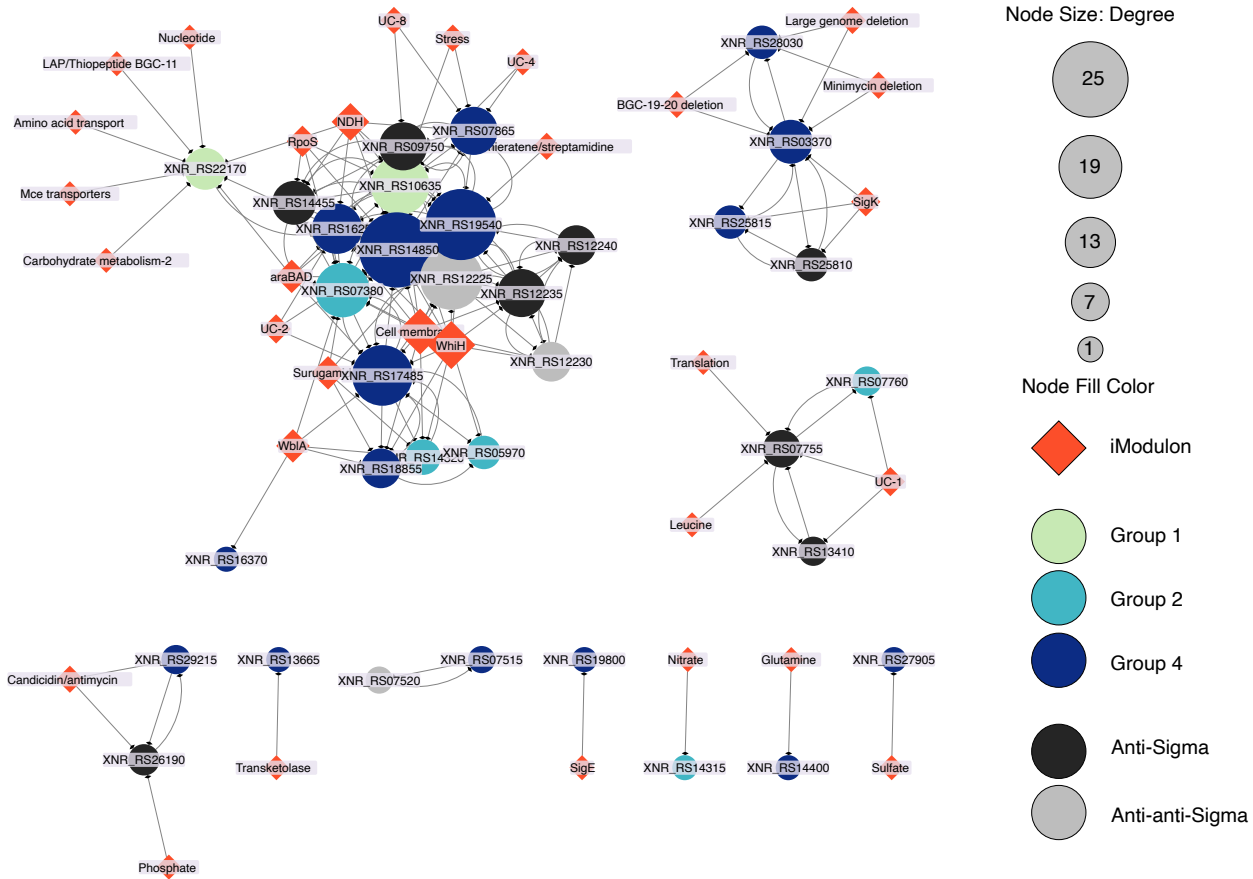 UC-8
Large genome deletion
Node Size: Degree
Nucleotide
Stress
XNR_RS28030
LAP/Thiopeptide BGC-11
UC-4
25
Minimycin deletion
BGC-19-20 deletion
Amino acid transport
NDH
XNR_RS07865
RpoS
XNR_RS09750
nieratene/streptamidine
XNR_RS03370
XNR_RS22170
19
Mce transporters
XNR_RS10635
XNR_RS14455
SigK
XNR_RS16
XNR_RS19540
XNR_RS25815
XNR_RS14850
XNR_RS12240
13
Carbohydrate metabolism-2
XNR_RS25810
araBAD
XNR_RS12225
XNR_RS07380
XNR_RS12235
7
UC-2
Cell membra
WhiH
1
XNR_RS12230
Translation
Surugam
XNR_RS17485
XNR_RS07760
Node Fill Color
WblA
XNR_RS05970
XNR_RS07755
iModulon
XNR_RS18855
UC-1
Leucine
Group 1
XNR_RS16370
XNR_RS13410
Group 2
XNR_RS29215
XNR_RS13665
XNR_RS07515
XNR_RS19800
Nitrate
Glutamine
XNR_RS27905
Group 4
Candicidin/antimycin
XNR_RS07520
Anti-Sigma
XNR_RS26190
Transketolase
SigE
XNR_RS14315
XNR_RS14400
Sulfate
Anti-anti-Sigma
Phosphate